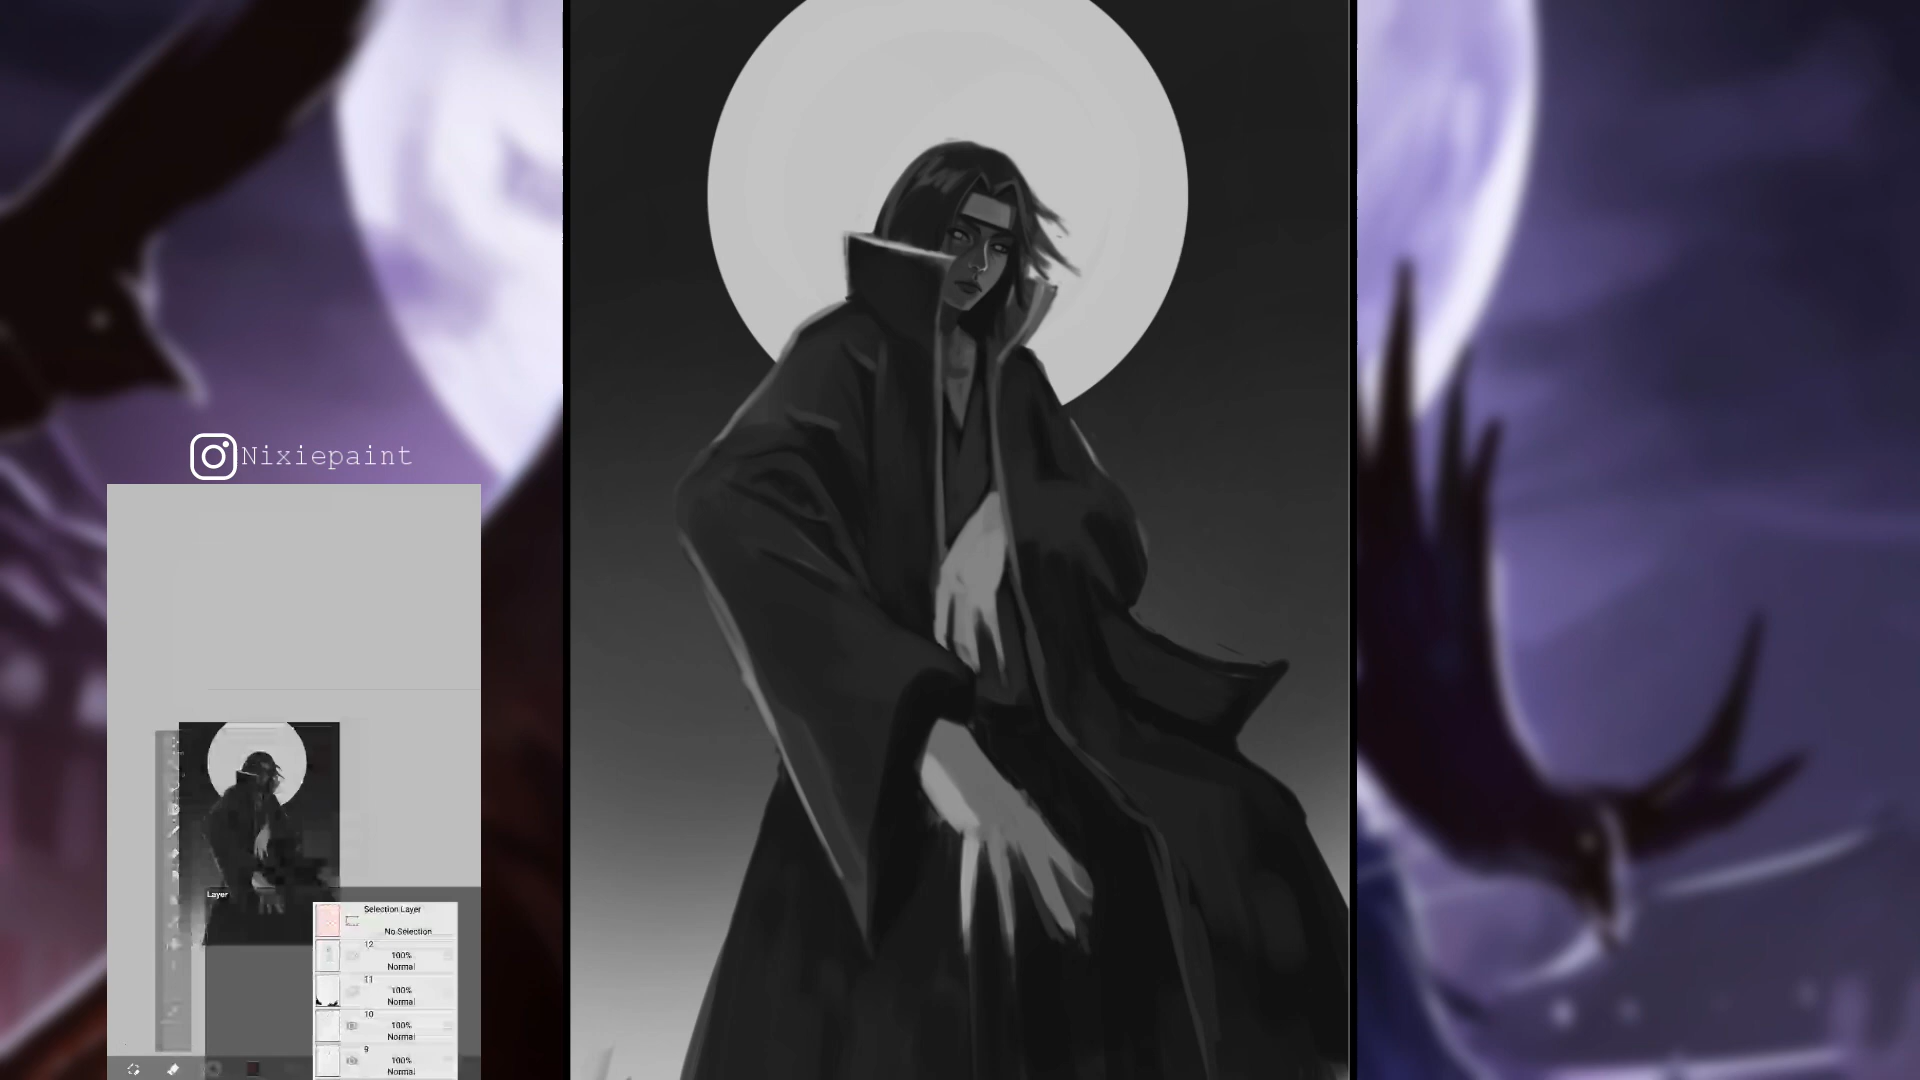 Nixiepaint
Layer
Selection Layer
No Selection
12
100%
Normal
11
100%
Normal
10
100%
Normal
9
100%
Normal